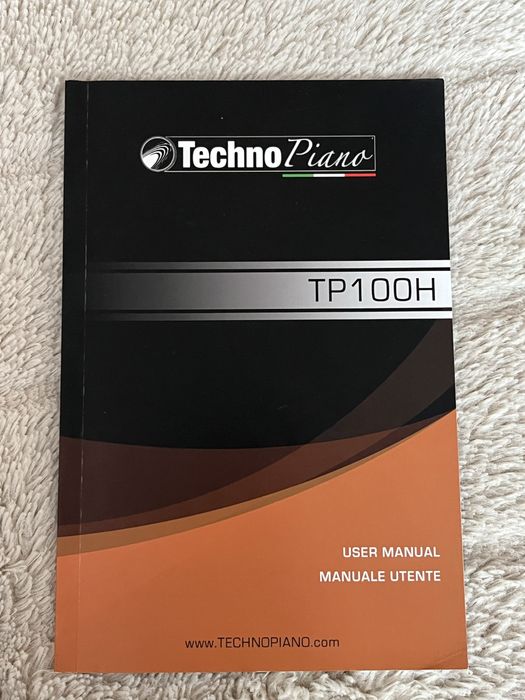 TechnoPiano
TP100H
USER MANUAL
MANUALE UTENTE
www.TECHNOPIANO.com